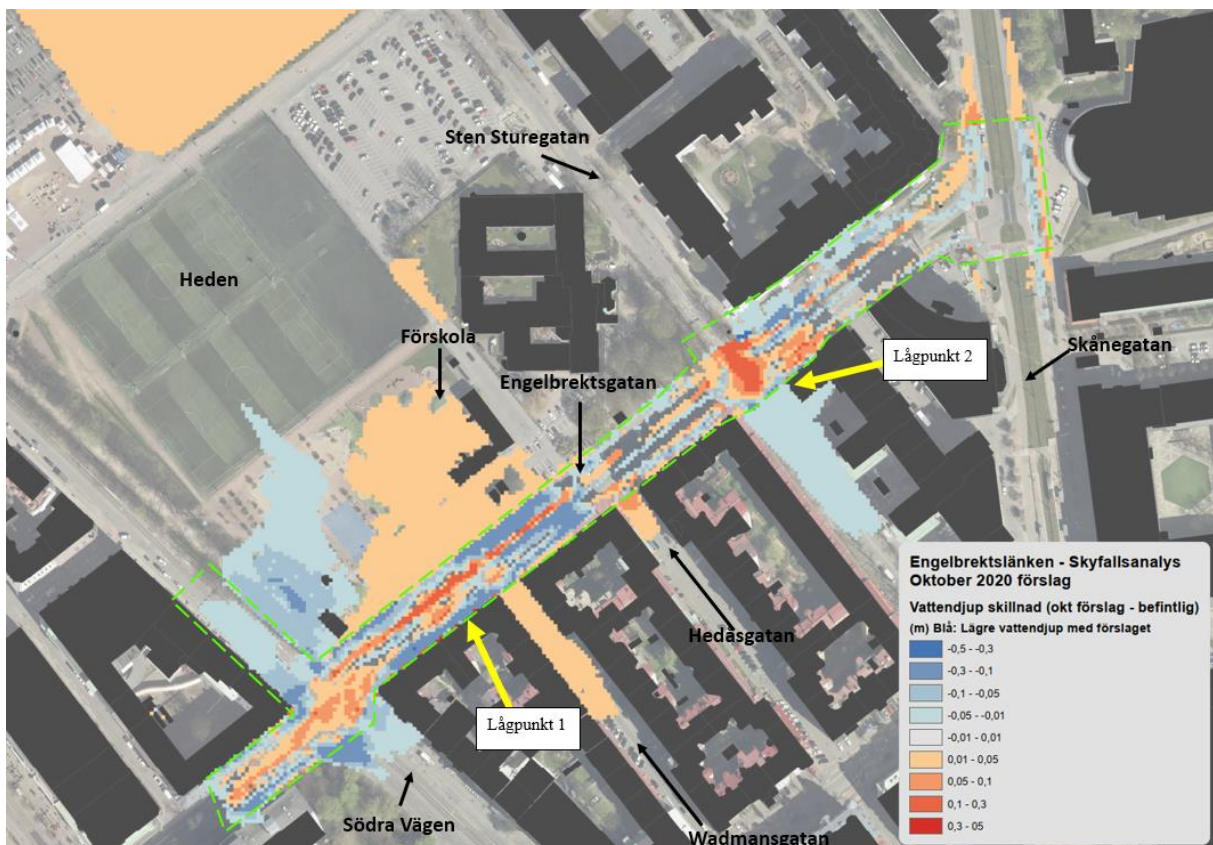 Sten Sturegatan
Heden
Förskola
Engelbrektsgatan
Skånegatan
Lågpunkt 2
Hedåsgatan
Lågpunkt 1
Södra Vägen
Wadmansgatan
Engelbrektslänken - Skyfallsanalys
Oktober 2020 förslag
Vattendjup skillnad (okt förslag - befintlig)
(m) Blå: Lägre vattendjup med förslaget
-0,5 - -0,3
-0,3 - -0,1
-0,1 - -0,05
-0,05 - -0,01
-0,01 - 0,01
0,01 - 0,05
0,05 - 0,1
0,1 - 0,3
0,3 - 05